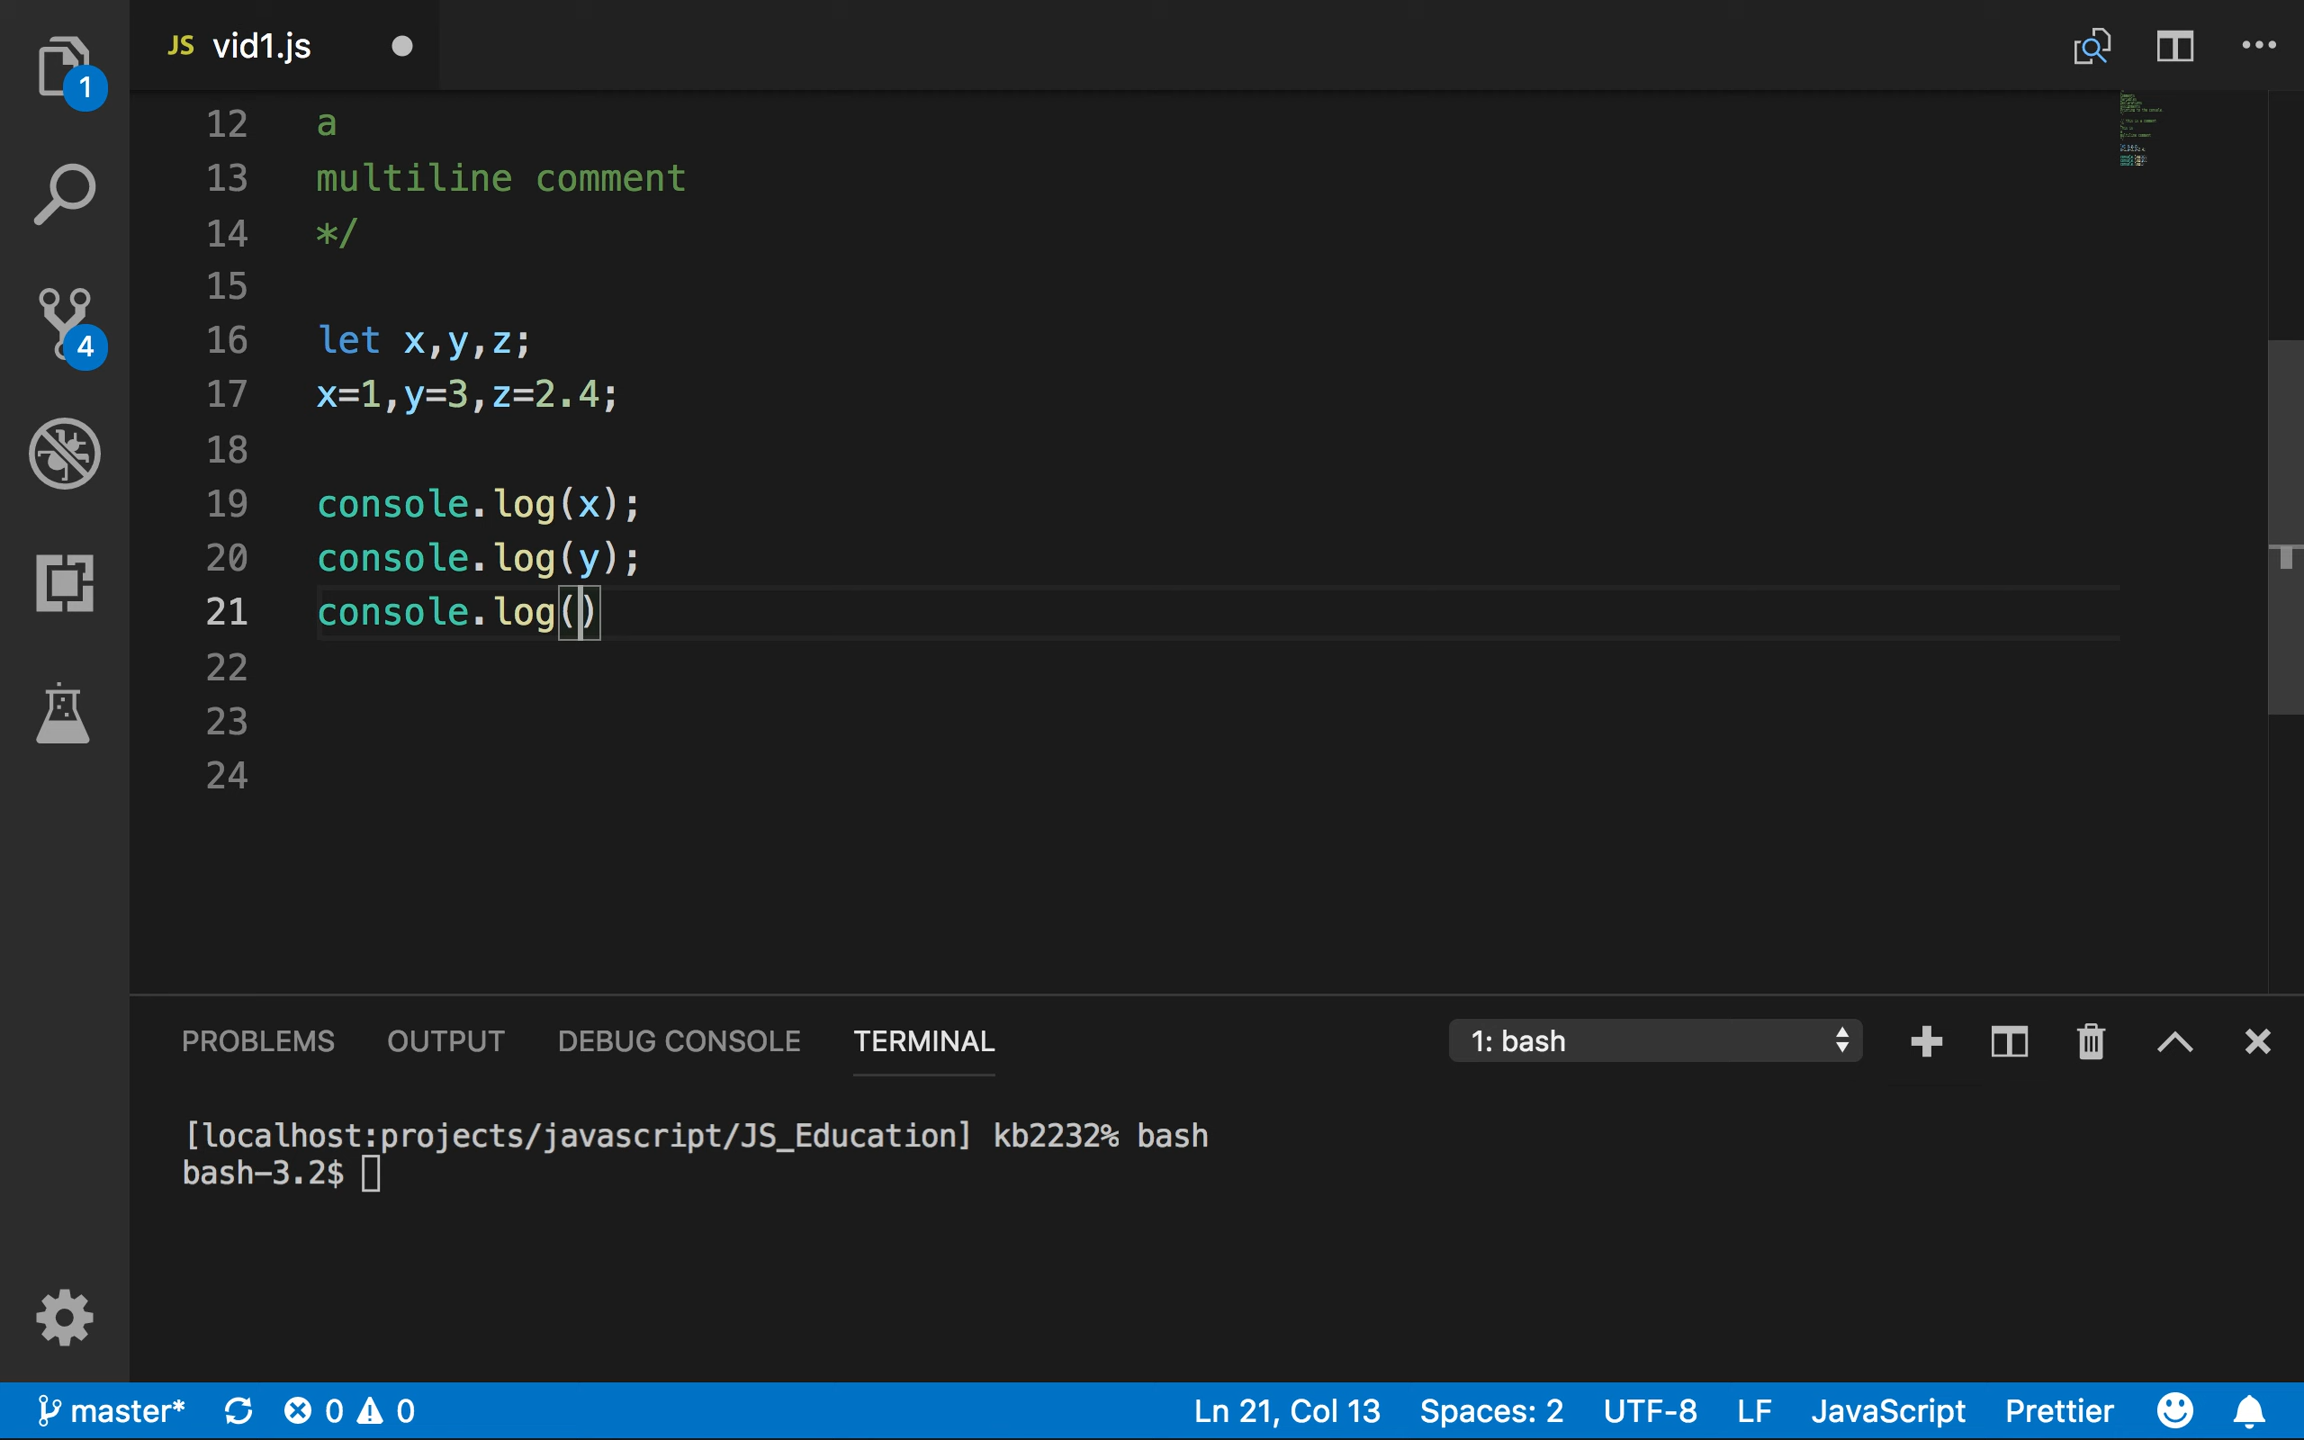 JS vid1.js
1
4
12 a
13 multiline comment
14 */
15
16 let x,y,z;
17 x=1,y=3,z=2.4;
18
19 console.log(x);
20 console.log(y);
21 console.log()
22
23
24
PROBLEMS OUTPUT DEBUG CONSOLE TERMINAL 1: bash
[localhost:projects/javascript/JS_Education] kb2232% bash
bash-3.2$
master* 0 0 Ln 21, Col 13 Spaces: 2 UTF-8 LF JavaScript Prettier